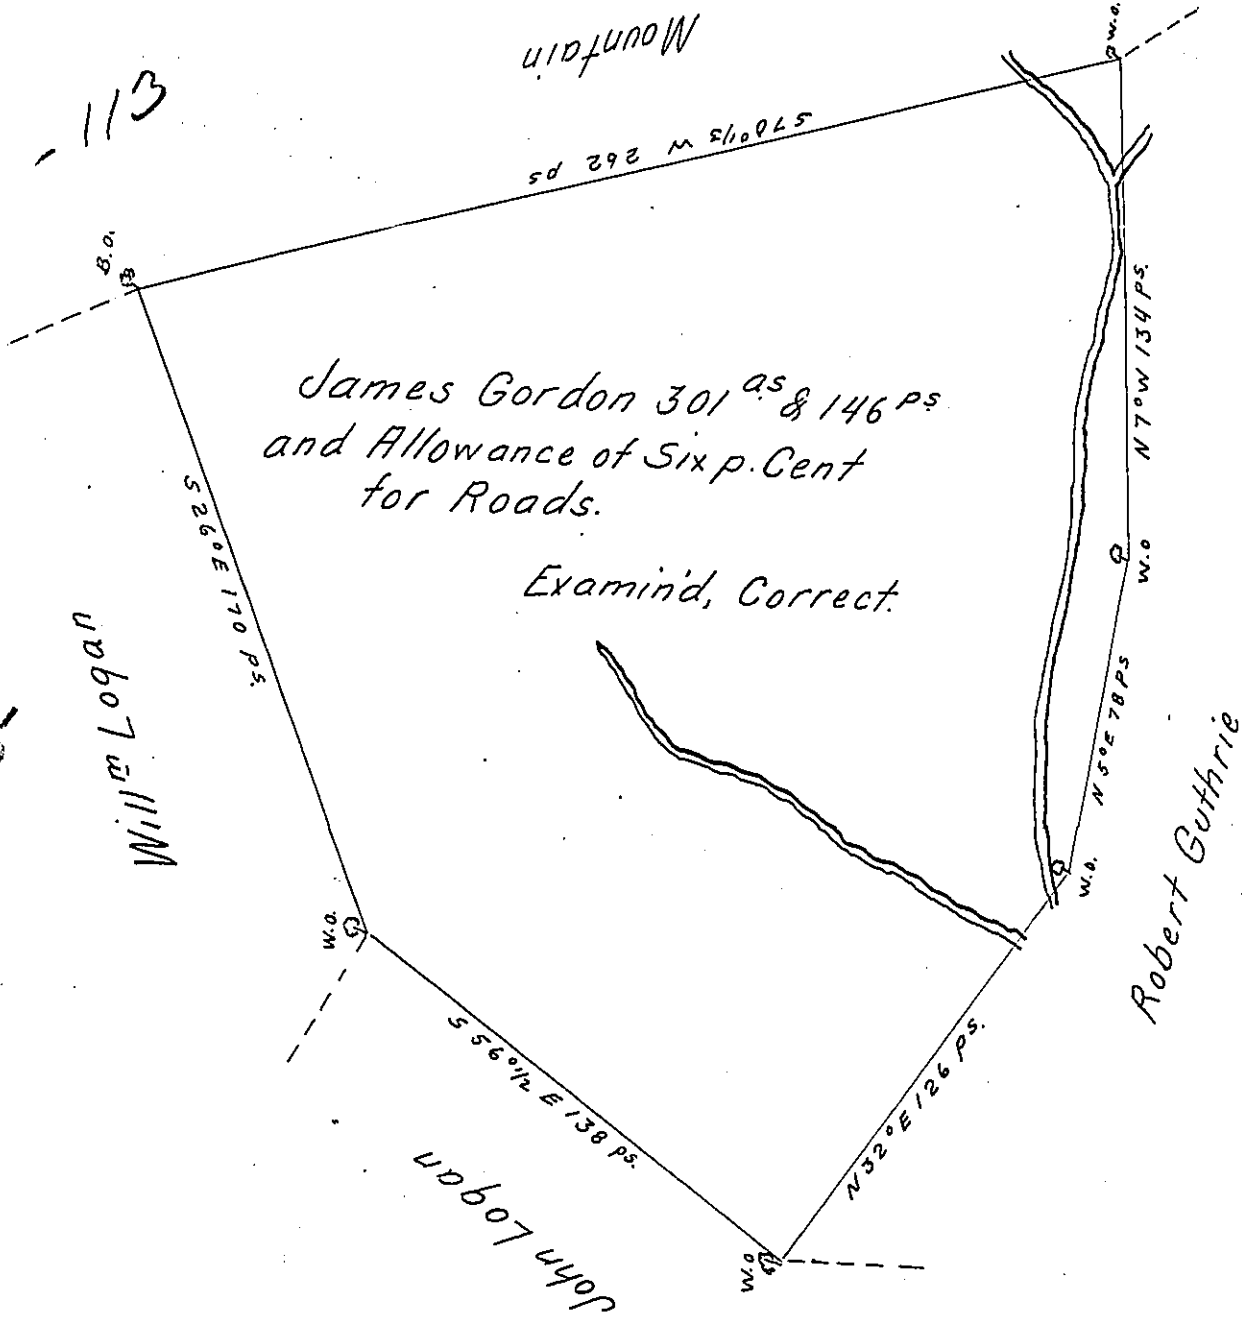 113
Mountain
W.O.
S 70°1/3 W 262 ps
B.O.
James Gordon 301 as & 146 ps
and Allowance of Six p. Cent
for Roads.
Examin'd, Correct.
N 7°W 134 ps.
W.O
S 26°E 170 ps.
Willm Logan
N 5°E 78 ps
Robert Guthrie
W.O.
W.O.
S 56°1/2 E 138 ps.
N 32°E 126 ps.
John Logan
W.O